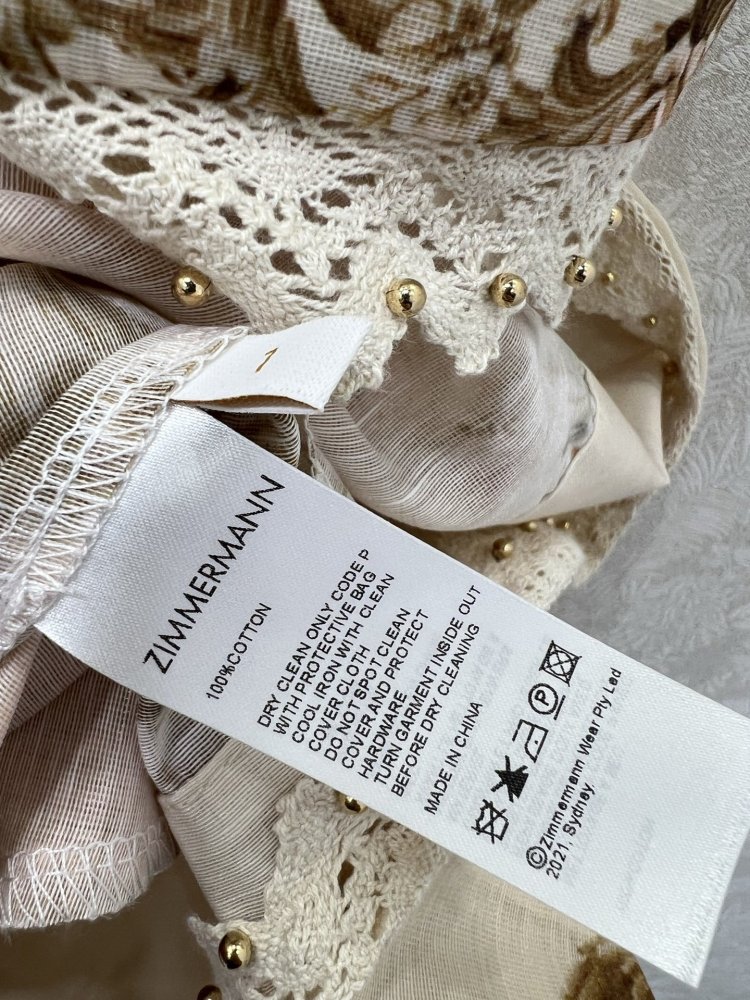 1
ZIMMERMANN
100%COTTON
DRY CLEAN ONLY CODE P
WITH PROTECTIVE BAG
COOL IRON WITH CLEAN
COVER CLOTH
DO NOT SPOT CLEAN
COVER AND PROTECT
HARDWARE
TURN GARMENT INSIDE OUT
BEFORE DRY CLEANING
MADE IN CHINA
P
©Zimmermann Wear Pty Ltd
2021, Sydney